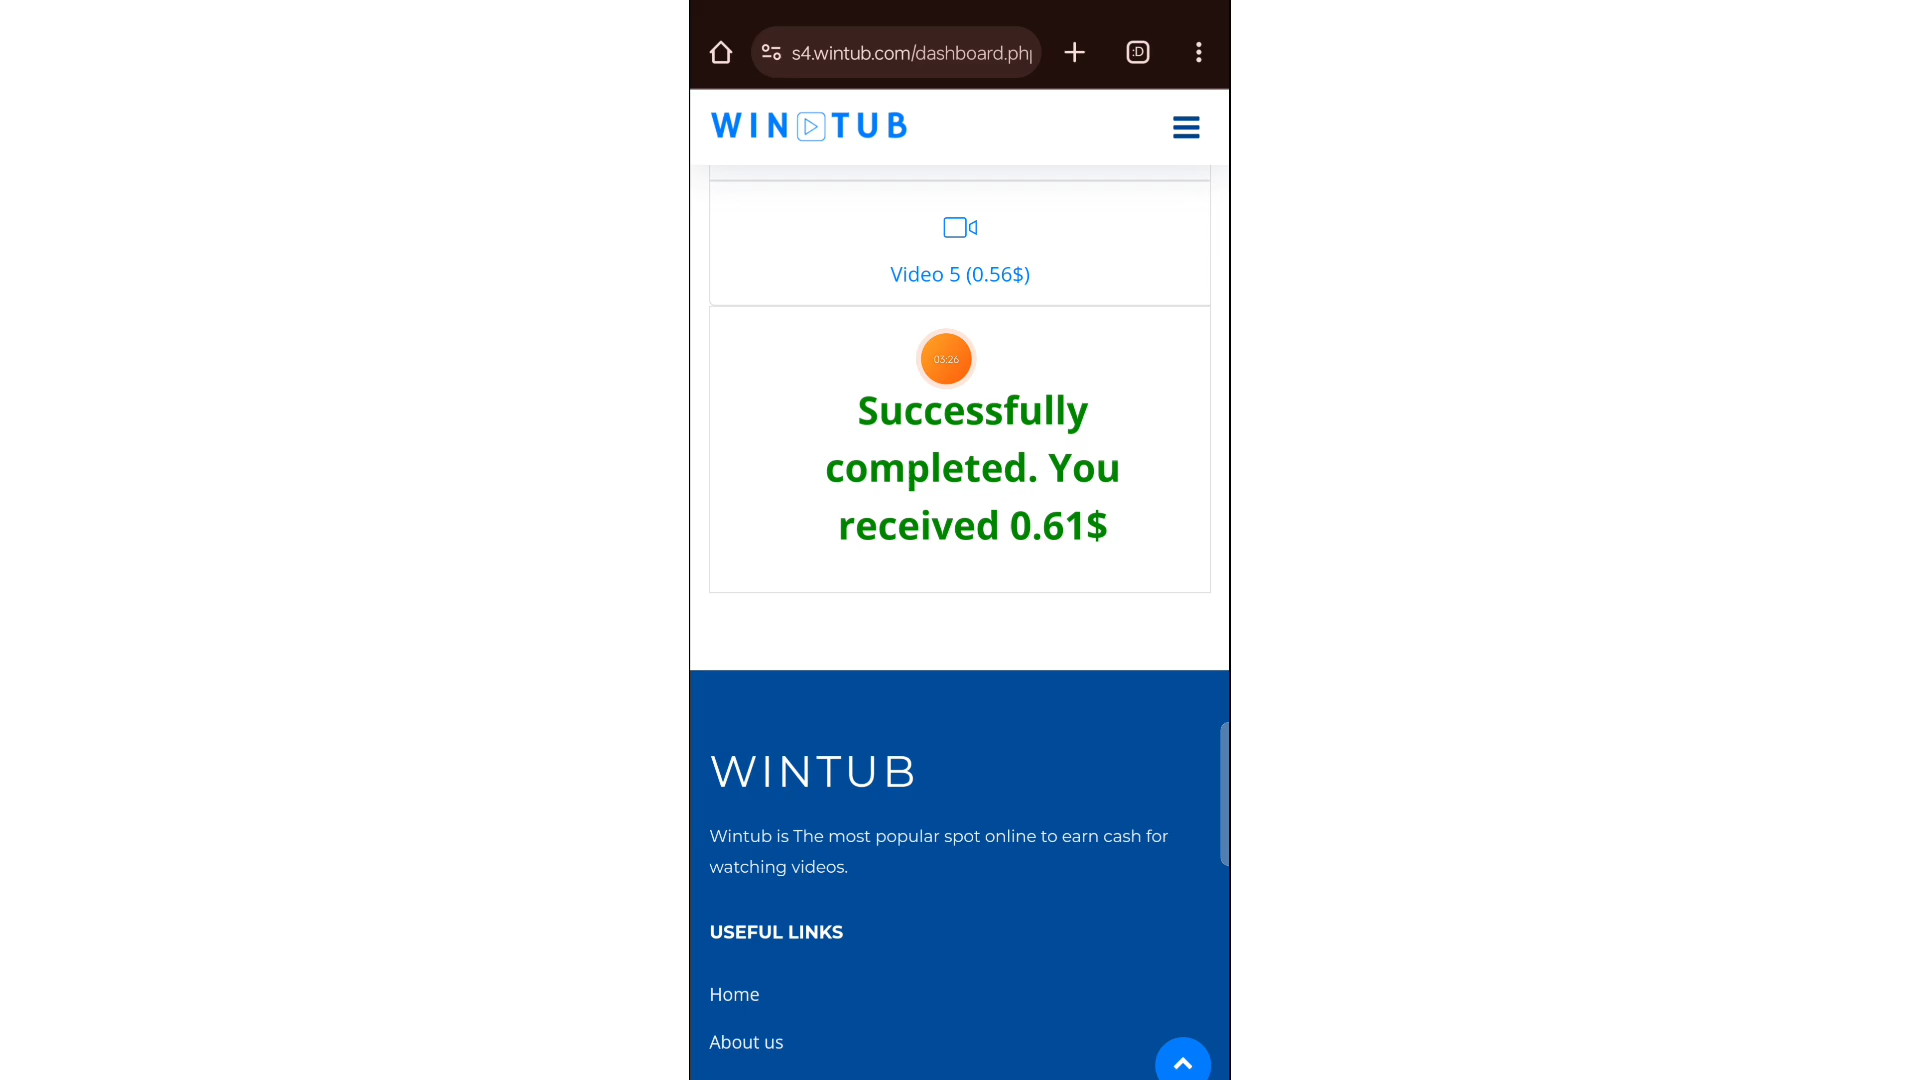 s4.wintub.com/dashboard.php
:D
WIN TUB
Video 5 (0.56$)
03:26
Successfully
completed. You
received 0.61$
WINTUB
Wintub is The most popular spot online to earn cash for
watching videos.
USEFUL LINKS
Home
About us